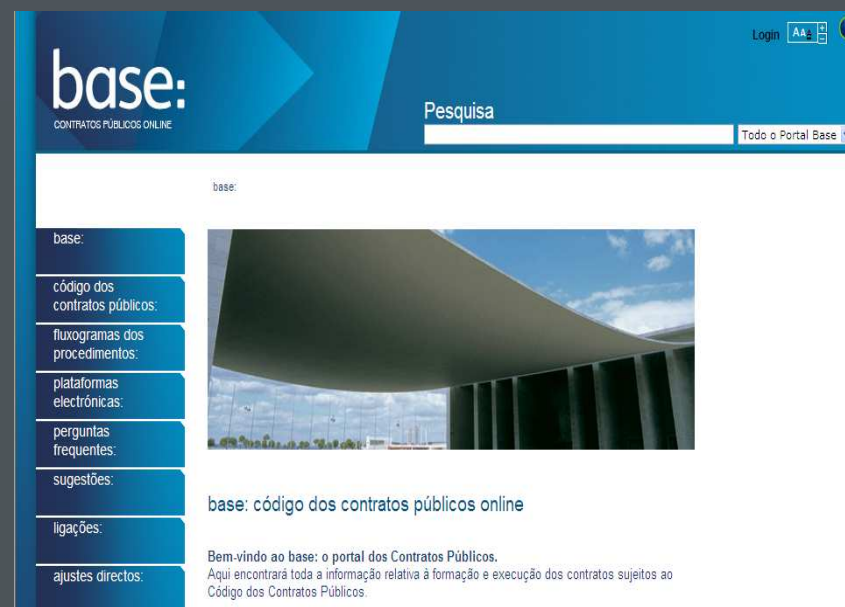 Login AAA + -
base:
CONTRATOS PÚBLICOS ONLINE
Pesquisa
Todo o Portal Base
base:
base:
código dos
contratos públicos:
fluxogramas dos
procedimentos:
plataformas
electrónicas:
perguntas
frequentes:
sugestões:
ligações:
ajustes directos:
base: código dos contratos públicos online
Bem-vindo ao base: o portal dos Contratos Públicos.
Aqui encontrará toda a informação relativa à formação e execução dos contratos sujeitos ao
Código dos Contratos Públicos.